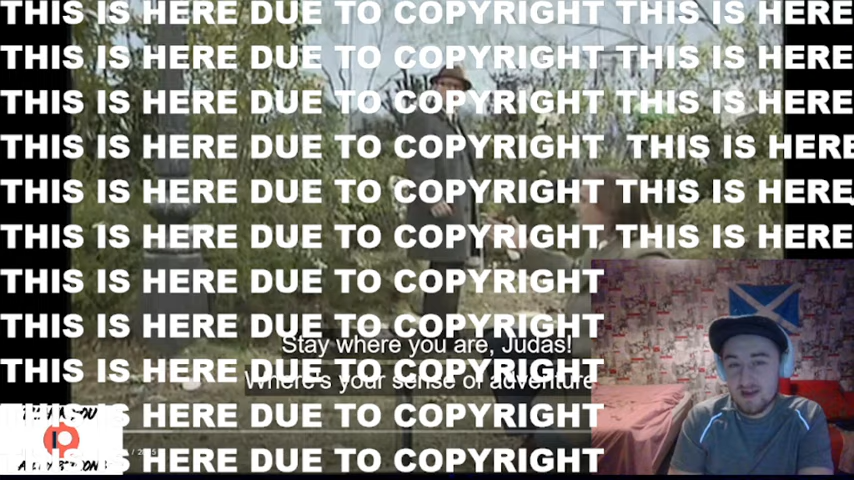 THIS IS HERE DUE TO COPYRIGHT THIS IS HERE
THIS IS HERE DUE TO COPYRIGHT THIS IS HERE
THIS IS HERE DUE TO COPYRIGHT THIS IS HERE
THIS IS HERE DUE TO COPYRIGHT THIS IS HERE
THIS IS HERE DUE TO COPYRIGHT THIS IS HERE
THIS IS HERE DUE TO COPYRIGHT THIS IS HERE
THIS IS HERE DUE TO COPYRIGHT
THIS IS HERE DUE TO COPYRIGHT
Stay where you are, Judas!
THIS IS HERE DUE TO COPYRIGHT
Where's your sense of adventure
IS HERE DUE TO COPYRIGHT
IS HERE DUE TO COPYRIGHT